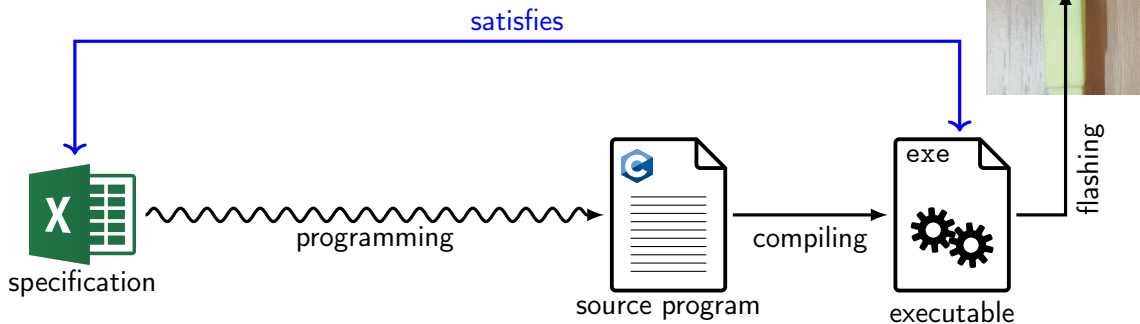 satisfies
X
specification
programming
C
source program
compiling
exe
executable
flashing